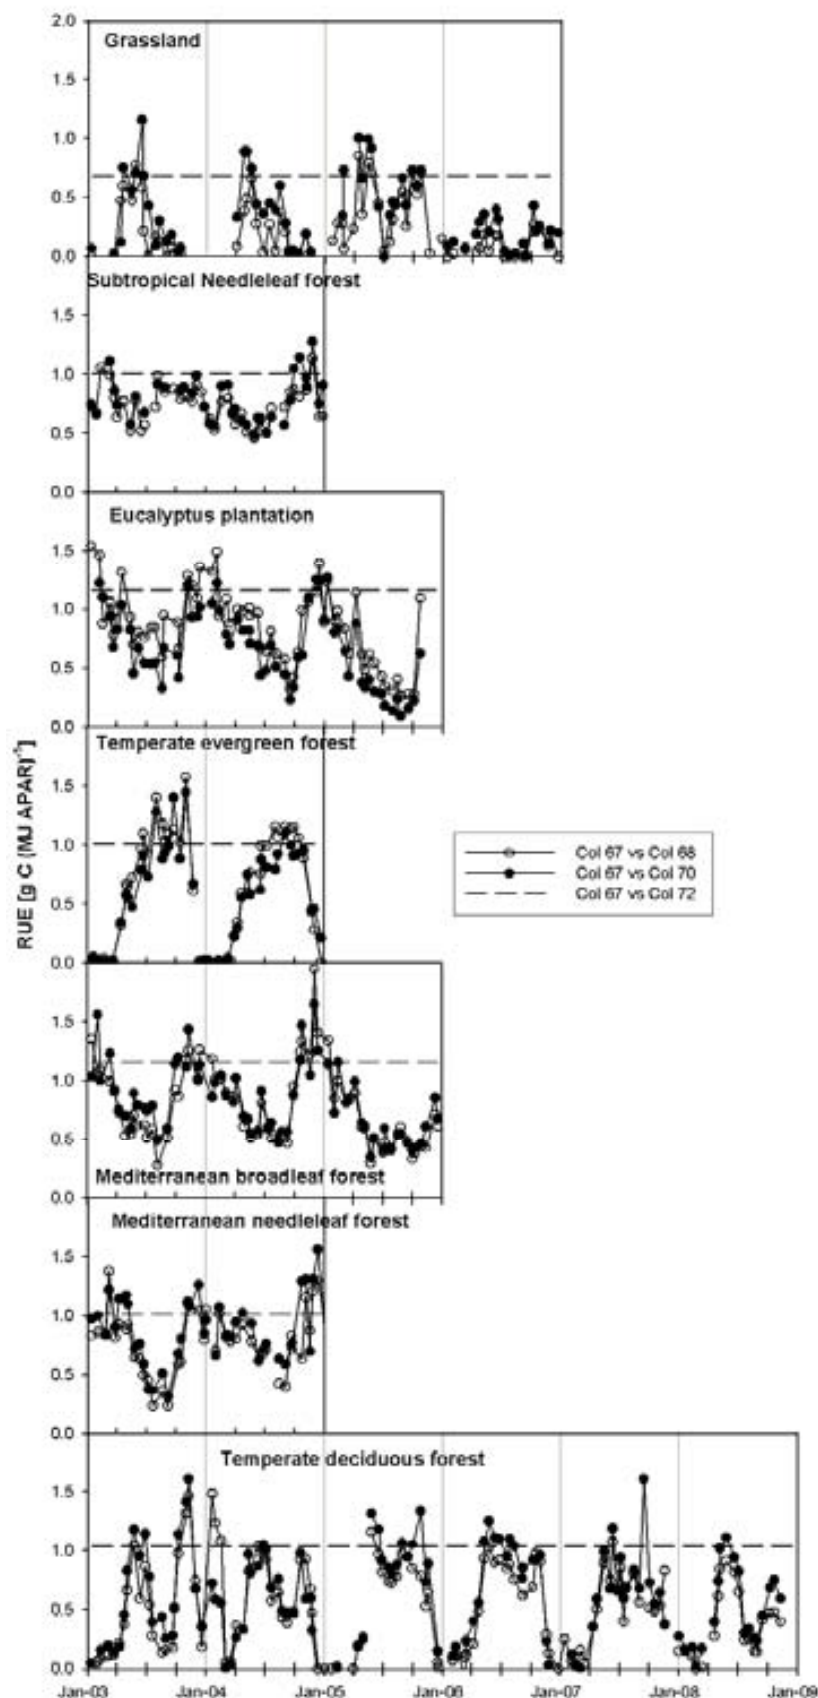 2.0
Grassland
1.5
1.0
0.5
0.0
Subtropical Needleleaf forest
1.5
1.0
0.5
0.0
Eucalyptus plantation
1.5
1.0
0.5
0.0
Temperate evergreen forest
1.5
1.0
0.5
0.0
RUE [g C (MJ APAR)⁻¹]
Col 67 vs Col 68
Col 67 vs Col 70
Col 67 vs Col 72
1.5
1.0
0.5
0.0
Mediterranean broadleaf forest
Mediterranean needleleaf forest
1.5
1.0
0.5
0.0
Temperate deciduous forest
1.5
1.0
0.5
0.0
Jan-03 Jan-04 Jan-05 Jan-06 Jan-07 Jan-08 Jan-09